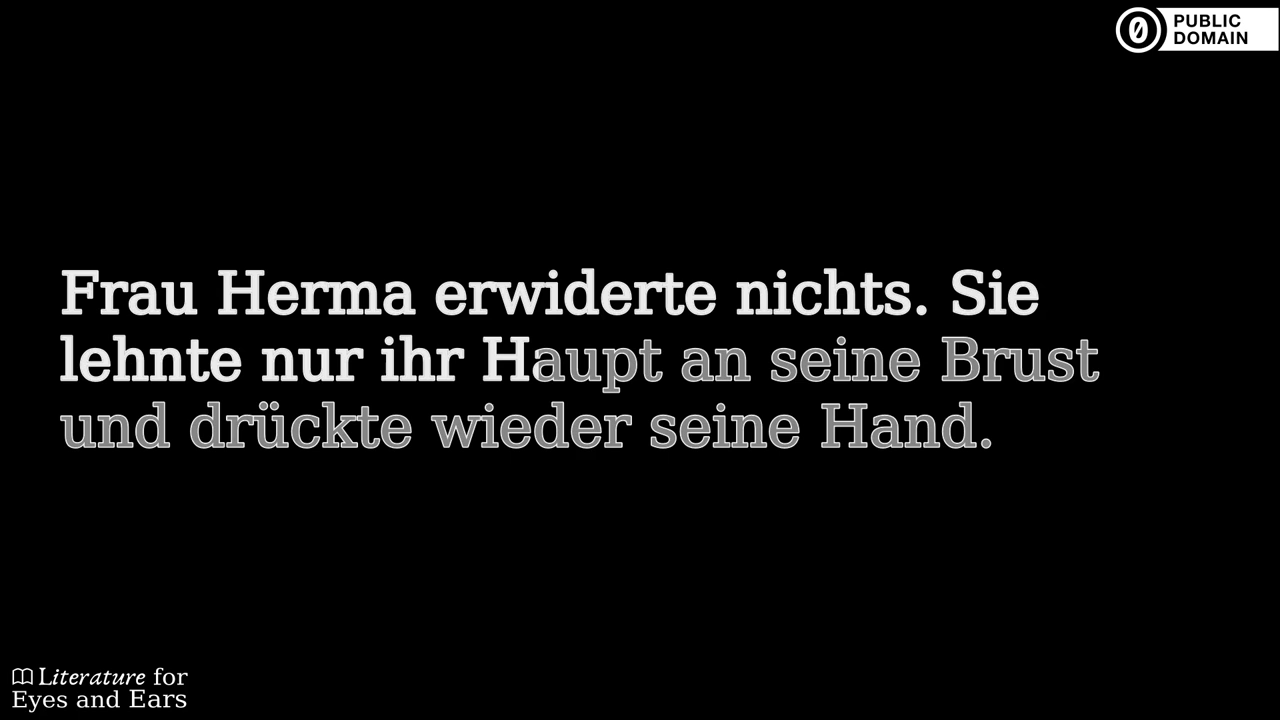 PUBLIC
DOMAIN
Frau Herma erwiderte nichts. Sie
lehnte nur ihr Haupt an seine Brust
und drückte wieder seine Hand.
Literature for
Eyes and Ears